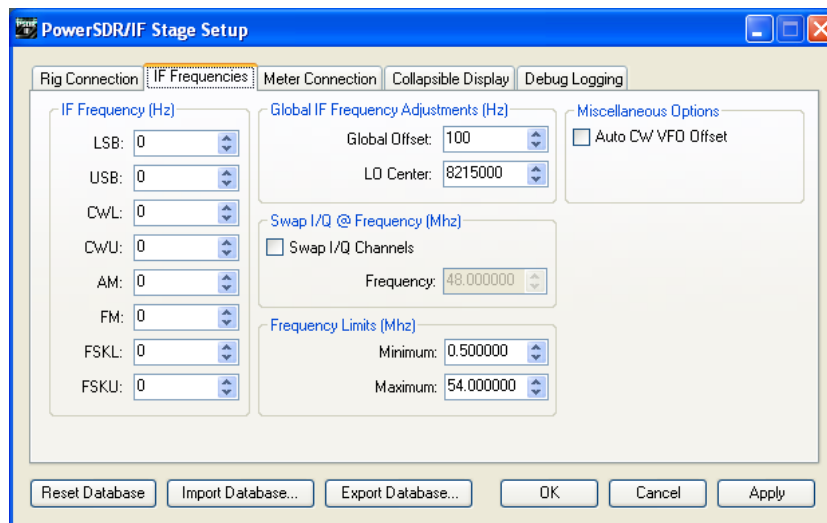 PowerSDR/IF Stage Setup
Rig Connection IF Frequencies Meter Connection Collapsible Display Debug Logging
IF Frequency (Hz)
LSB: 0
USB: 0
CWL: 0
CWU: 0
AM: 0
FM: 0
FSKL: 0
FSKU: 0
Global IF Frequency Adjustments (Hz)
Global Offset: 100
LO Center: 8215000
Swap I/Q @ Frequency (Mhz)
Swap I/Q Channels
Frequency: 48.000000
Frequency Limits (Mhz)
Minimum: 0.500000
Maximum: 54.000000
Miscellaneous Options
Auto CW VFO Offset
Reset Database Import Database... Export Database... OK Cancel Apply